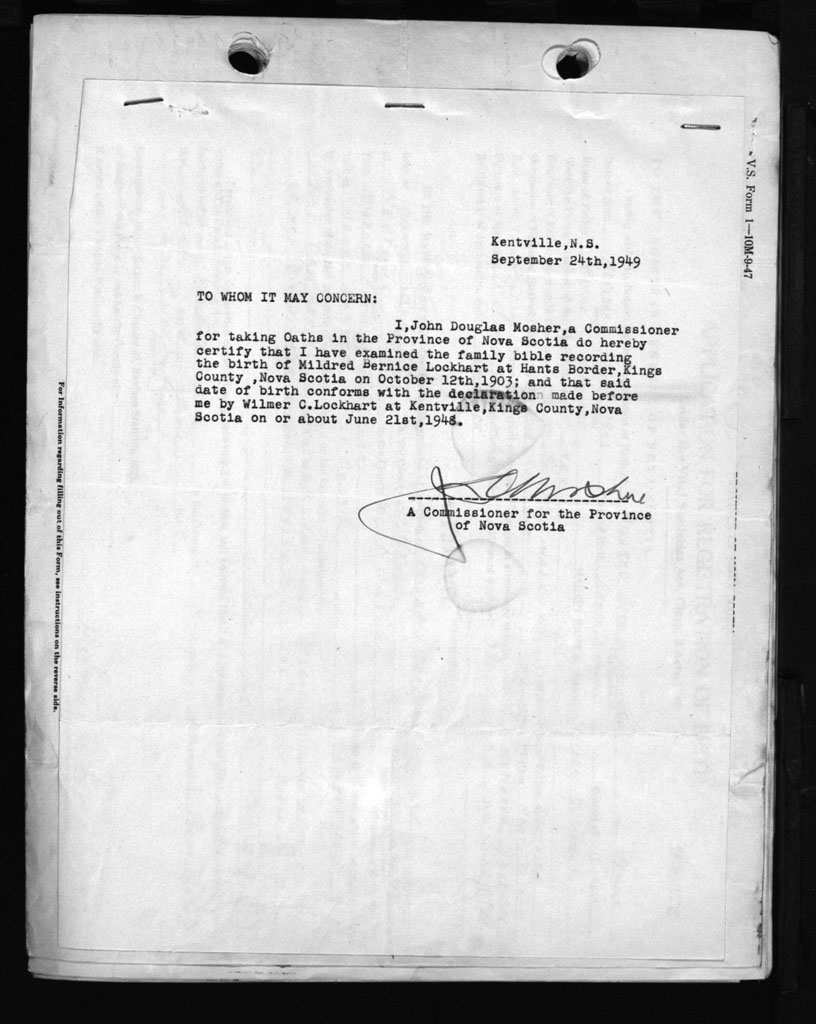 V.S. Form 1—10M-9-47
Kentville,N.S.
September 24th,1949
TO WHOM IT MAY CONCERN:
I,John Douglas Mosher,a Commissioner
for taking Oaths in the Province of Nova Scotia do hereby
certify that I have examined the family bible recording
the birth of Mildred Bernice Lockhart at Hants Border,Kings
County ,Nova Scotia on October 12th,1903; and that said
date of birth conforms with the declaration made before
me by Wilmer C.Lockhart at Kentville,Kings County,Nova
Scotia on or about June 21st,1948.
J D Mosher
A Commissioner for the Province
of Nova Scotia
For Information regarding filling out of this Form, see instructions on the reverse side.